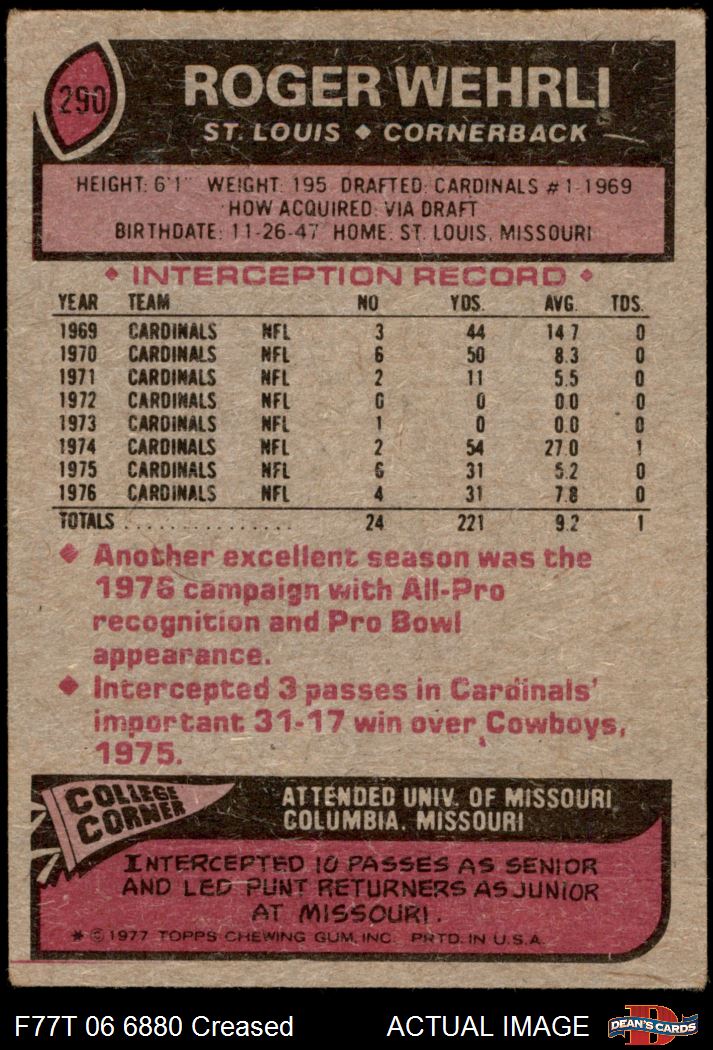 290
ROGER WEHRLI
ST. LOUIS ◆ CORNERBACK
HEIGHT: 6'1" WEIGHT: 195 DRAFTED: CARDINALS #1-1969
HOW ACQUIRED: VIA DRAFT
BIRTHDATE: 11-26-47 HOME: ST. LOUIS, MISSOURI
◆ INTERCEPTION RECORD ◆
YEAR TEAM NO YDS. AVG. TDS.
1969 CARDINALS NFL 3 44 14.7 0
1970 CARDINALS NFL 6 50 8.3 0
1971 CARDINALS NFL 2 11 5.5 0
1972 CARDINALS NFL 0 0 0.0 0
1973 CARDINALS NFL 1 0 0.0 0
1974 CARDINALS NFL 2 54 27.0 1
1975 CARDINALS NFL 6 31 5.2 0
1976 CARDINALS NFL 4 31 7.8 0
TOTALS . . . . . . . . . . . . . . . 24 221 9.2 1
◆ Another excellent season was the
1976 campaign with All-Pro
recognition and Pro Bowl
appearance.
◆ Intercepted 3 passes in Cardinals'
important 31-17 win over Cowboys,
1975.
COLLEGE
CORNER
ATTENDED UNIV. OF MISSOURI
COLUMBIA, MISSOURI
INTERCEPTED 10 PASSES AS SENIOR
AND LED PUNT RETURNERS AS JUNIOR
AT MISSOURI.
* © 1977 TOPPS CHEWING GUM, INC. PRTD. IN U.S.A.
F77T 06 6880 Creased ACTUAL IMAGE
D
DEAN'S CARDS